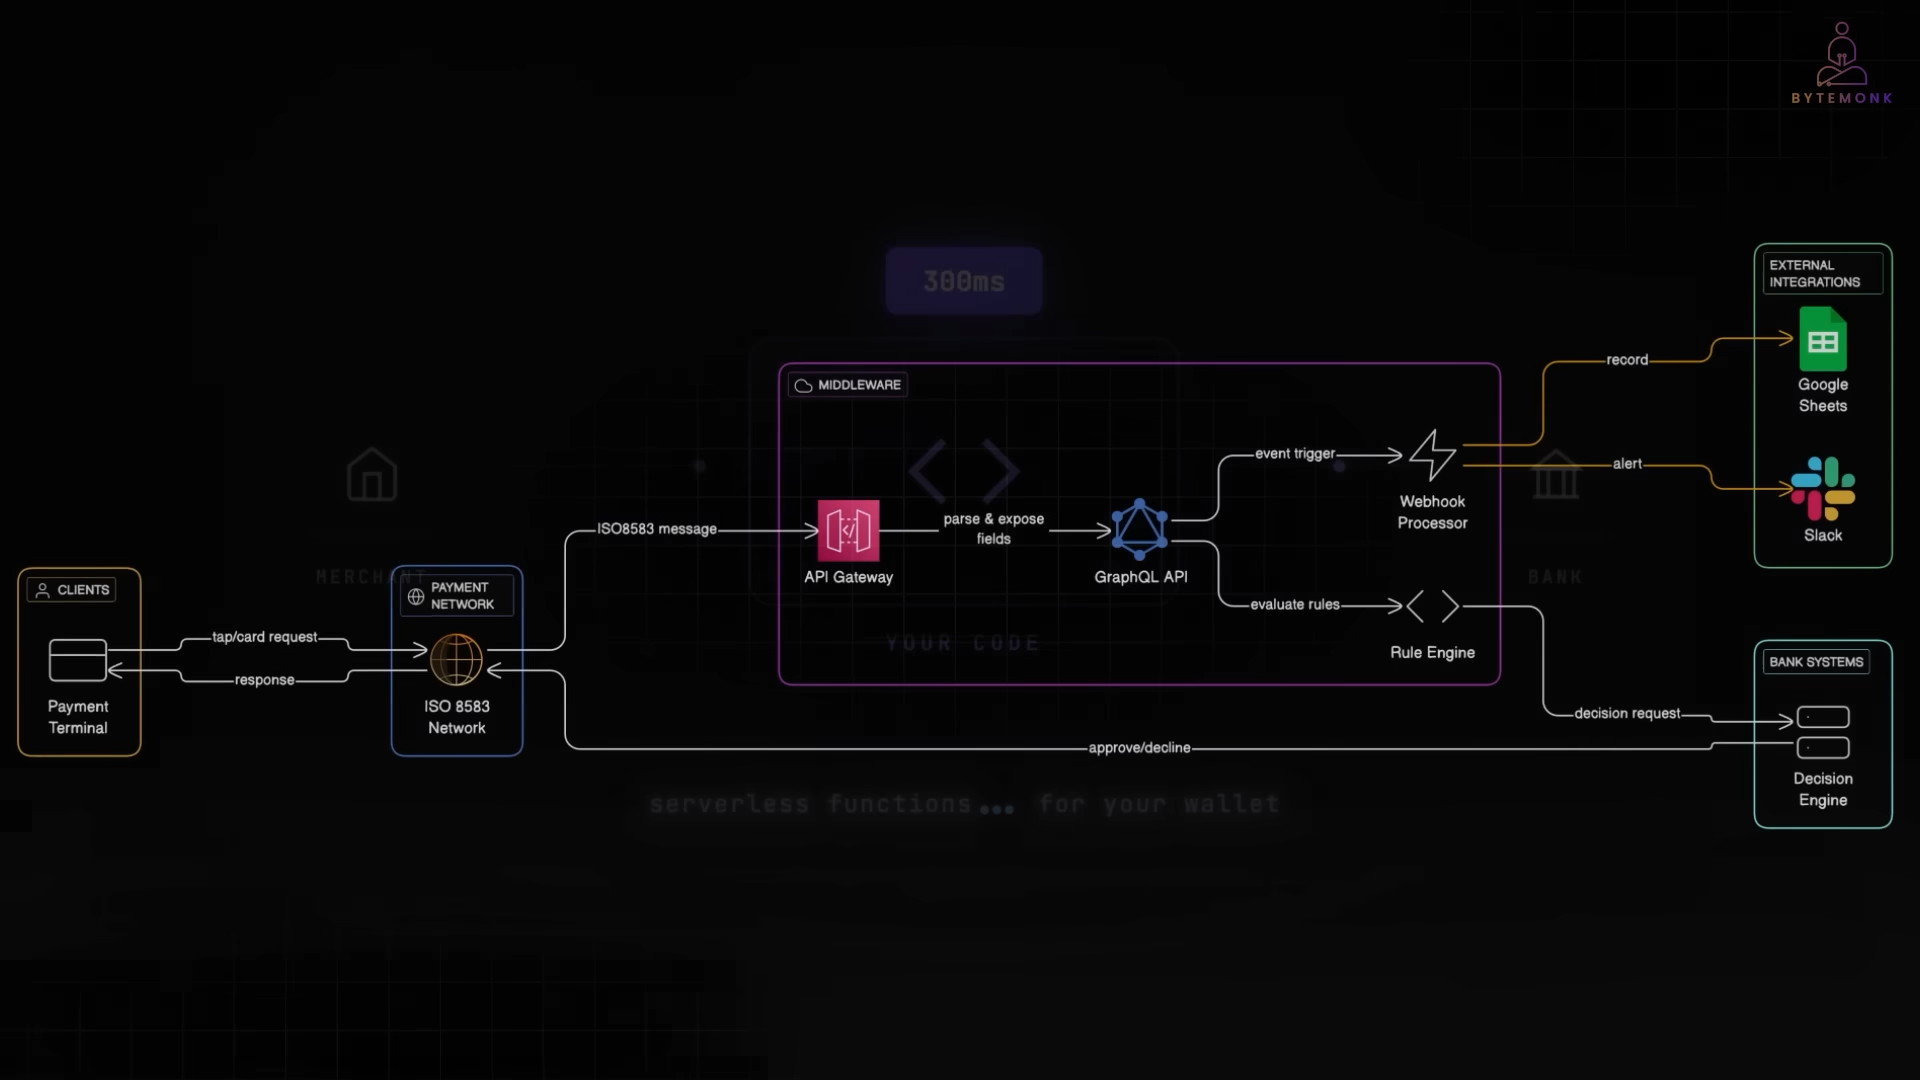 BYTEMONK
300ms
EXTERNAL
INTEGRATIONS
Google
Sheets
Slack
record
alert
MIDDLEWARE
event trigger
Webhook
Processor
ISO8583 message
API Gateway
parse & expose
fields
GraphQL API
evaluate rules
Rule Engine
YOUR CODE
MERCHANT
BANK
CLIENTS
Payment
Terminal
tap/card request
response
PAYMENT
NETWORK
ISO 8583
Network
BANK SYSTEMS
decision request
approve/decline
Decision
Engine
serverless functions... for your wallet